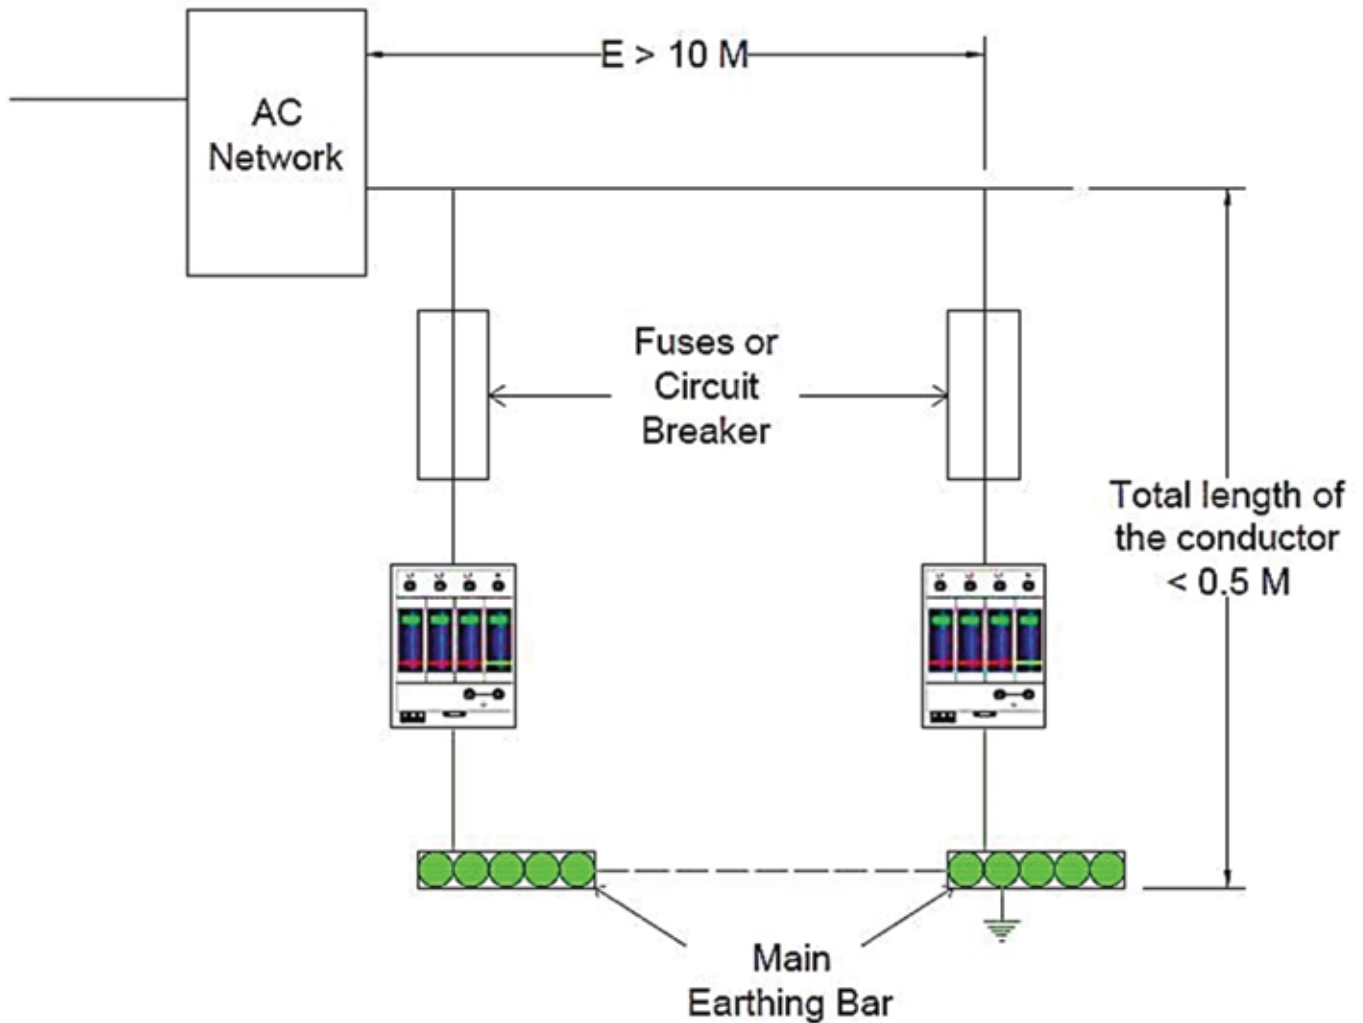 E > 10 M
AC
Network
Fuses or
Circuit
Breaker
Total length of
the conductor
< 0.5 M
Main
Earthing Bar